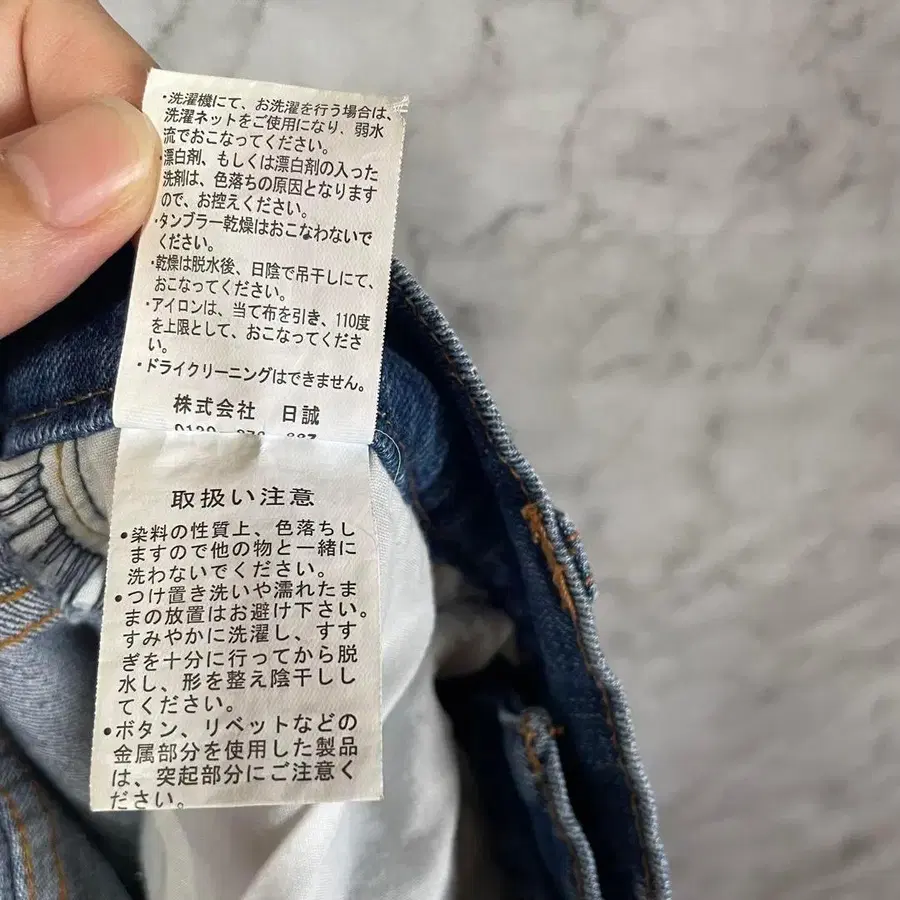 ・洗濯機にて、お洗濯を行う場合は、
洗濯ネットをご使用になり、弱水
流でおこなってください。
・漂白剤、もしくは漂白剤の入った
洗剤は、色落ちの原因となります
ので、お控えください。
・タンブラー乾燥はおこなわないで
ください。
・乾燥は脱水後、日陰で吊干しにて、
おこなってください。
・アイロンは、当て布を引き、110度
を上限として、おこなってくださ
い。
・ドライクリーニングはできません。
株式会社 日誠
取扱い注意
●染料の性質上、色落ちし
ますので他の物と一緒に
洗わないでください。
●つけ置き洗いや濡れたま
まの放置はお避け下さい。
すみやかに洗濯し、すす
ぎを十分に行ってから脱
水し、形を整え陰干しし
てください。
●ボタン、リベットなどの
金属部分を使用した製品
は、突起部分にご注意く
ださい。